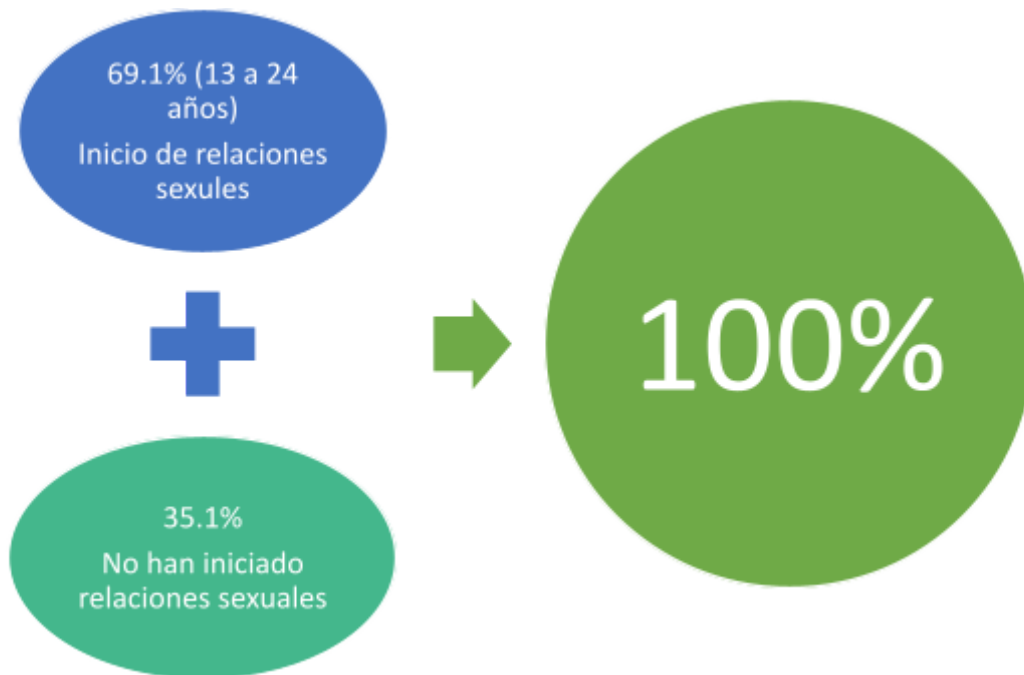 69.1% (13 a 24
años)
Inicio de relaciones
sexules
35.1%
No han iniciado
relaciones sexuales
100%